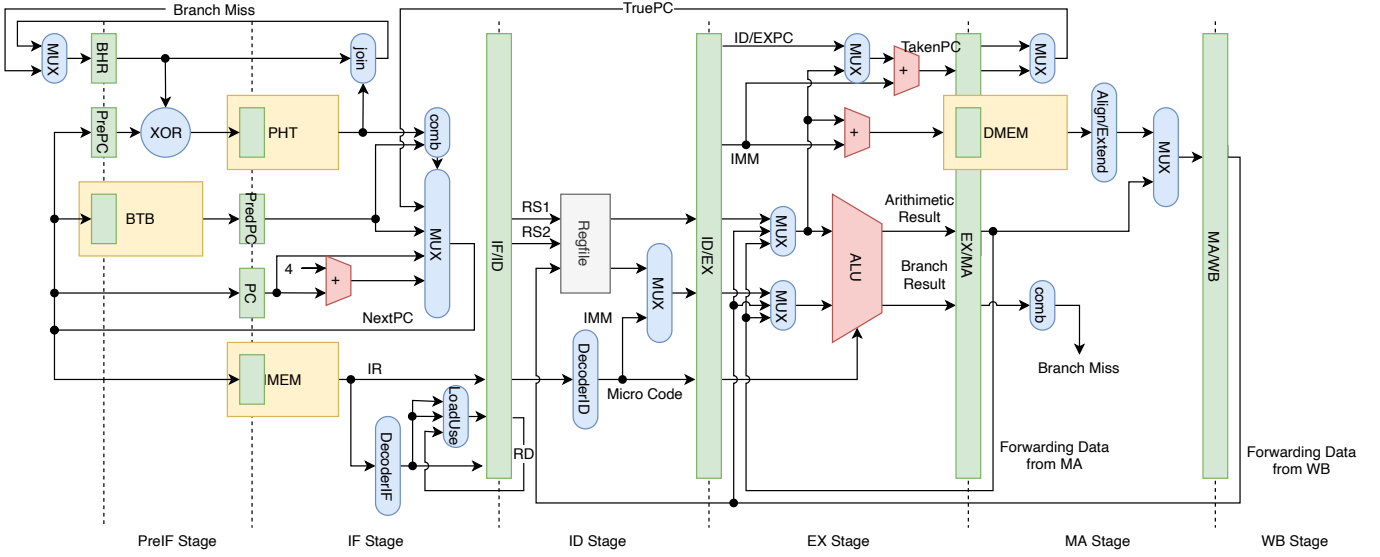 Branch Miss
TruePC
MUX
BHR
join
ID/EXPC
MUX
TakenPC
+
MUX
PrePC
XOR
PHT
comb
IMM
+
DMEM
Align/Extend
MUX
BTB
PredPC
MUX
RS1
RS2
Regfile
MUX
ALU
Arithmetic
Result
IF/ID
ID/EX
EX/MA
MA/WB
PC
4
+
NextPC
IMM
MUX
MUX
Branch
Result
comb
Branch Miss
IMEM
IR
LoadUse
DecoderIF
RD
DecoderID
Micro Code
Forwarding Data
from MA
Forwarding Data
from WB
PreIF Stage
IF Stage
ID Stage
EX Stage
MA Stage
WB Stage